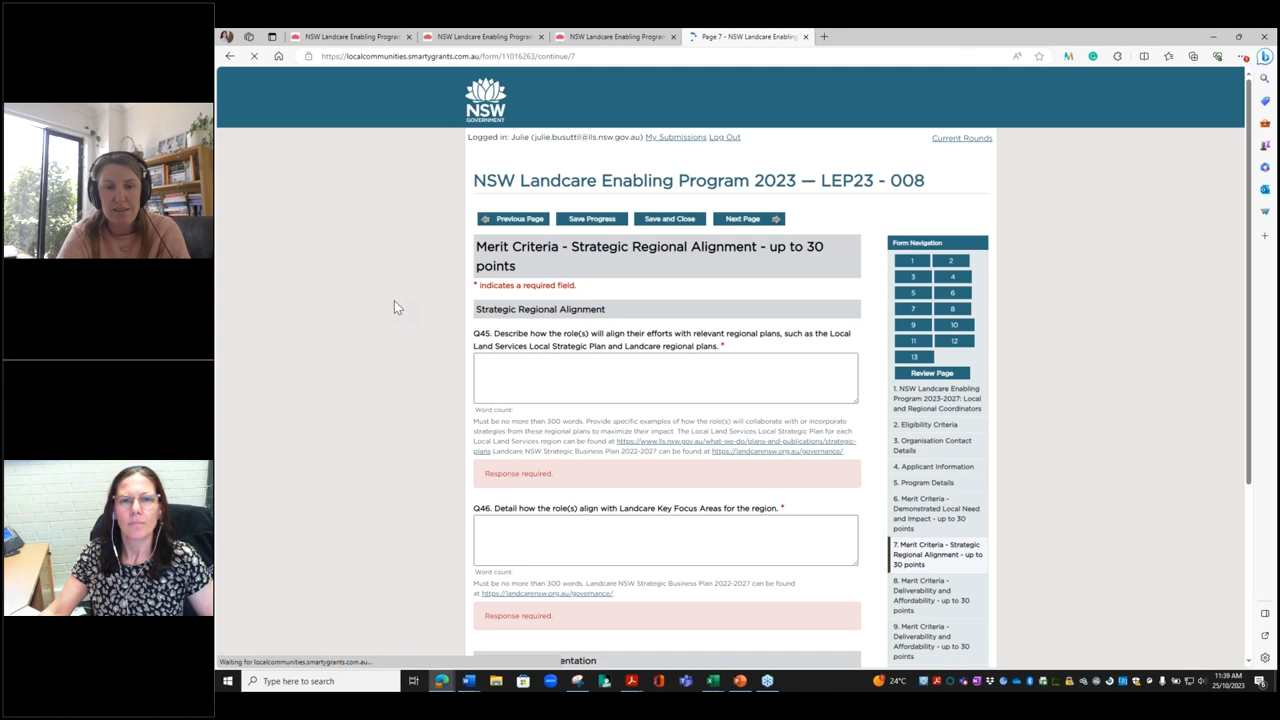 NSW Landcare Enabling Program
NSW Landcare Enabling Program
NSW Landcare Enabling Program
Page 7 - NSW Landcare Enabling
https://localcommunities.smartygrants.com.au/form/11016263/continue/7
NSW
GOVERNMENT
Logged in: Julie (julie.busuttil@lls.nsw.gov.au) My Submissions Log Out
Current Rounds
NSW Landcare Enabling Program 2023 — LEP23 - 008
Previous Page Save Progress Save and Close Next Page
Merit Criteria - Strategic Regional Alignment - up to 30
points
* indicates a required field.
Strategic Regional Alignment
Q45. Describe how the role(s) will align their efforts with relevant regional plans, such as the Local
Land Services Local Strategic Plan and Landcare regional plans. *
Word count:
Must be no more than 300 words. Provide specific examples of how the role(s) will collaborate with or incorporate
strategies from these regional plans to maximize their impact. The Local Land Services Local Strategic Plan for each
Local Land Services region can be found at https://www.lls.nsw.gov.au/what-we-do/plans-and-publications/strategic-
plans Landcare NSW Strategic Business Plan 2022-2027 can be found at https://landcarensw.org.au/governance/
Response required.
Q46. Detail how the role(s) align with Landcare Key Focus Areas for the region. *
Word count:
Must be no more than 300 words. Landcare NSW Strategic Business Plan 2022-2027 can be found
at https://landcarensw.org.au/governance/
Response required.
entation
Form Navigation
1 2
3 4
5 6
7 8
9 10
11 12
13
Review Page
1. NSW Landcare Enabling
Program 2023-2027: Local
and Regional Coordinators
2. Eligibility Criteria
3. Organisation Contact
Details
4. Applicant Information
5. Program Details
6. Merit Criteria -
Demonstrated Local Need
and Impact - up to 30
points
7. Merit Criteria - Strategic
Regional Alignment - up to
30 points
8. Merit Criteria -
Deliverability and
Affordability - up to 30
points
9. Merit Criteria -
Deliverability and
Affordability - up to 30
points
Waiting for localcommunities.smartygrants.com.au...
Type here to search
24°C
11:39 AM
25/10/2023